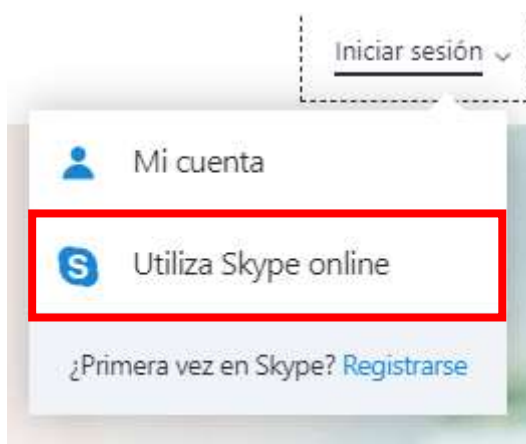 Iniciar sesión
Mi cuenta
Utiliza Skype online
¿Primera vez en Skype? Registrarse